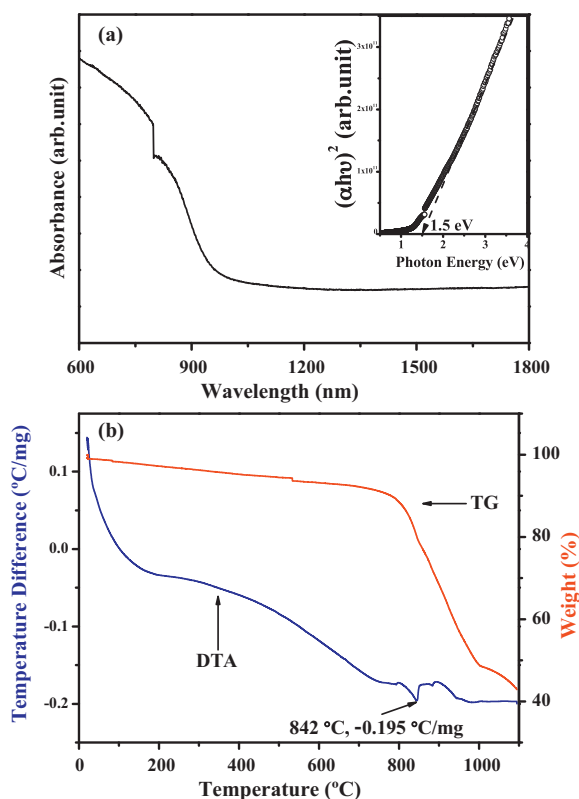 (a)
Absorbance (arb.unit)
600 900 1200 1500 1800
Wavelength (nm)
(αhυ)² (arb.unit)
3x10¹¹
2x10¹¹
1x10¹¹
0
1.5 eV
1 2 3 4
Photon Energy (eV)
(b)
Temperature Difference (°C/mg)
0.1
0.0
-0.1
-0.2
TG
DTA
842 °C, -0.195 °C/mg
100
80
60
40
Weight (%)
0 200 400 600 800 1000
Temperature (°C)